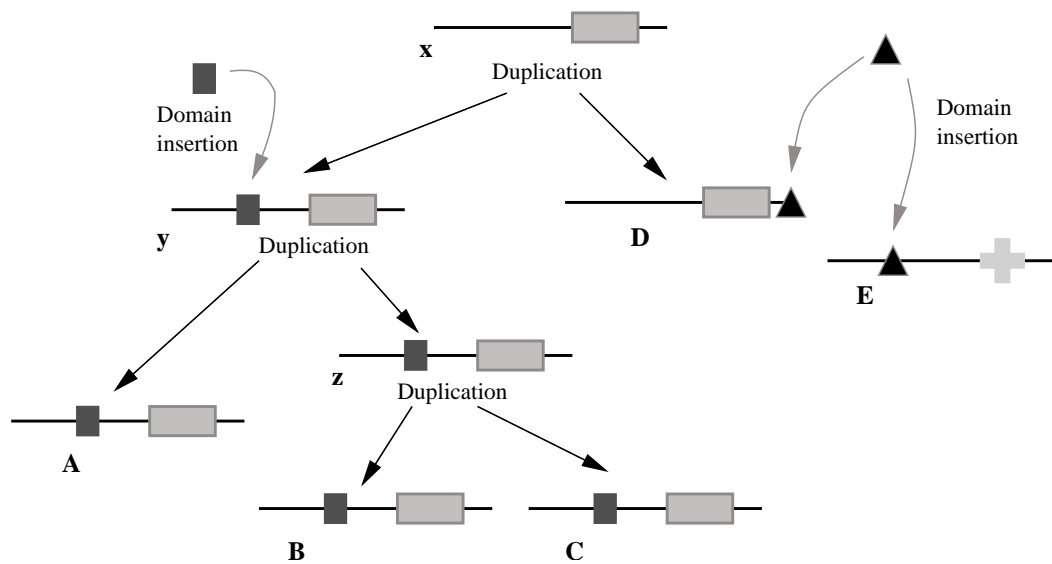 x
Duplication
Domain
insertion
Domain
insertion
y
Duplication
D
E
z
Duplication
A
B
C